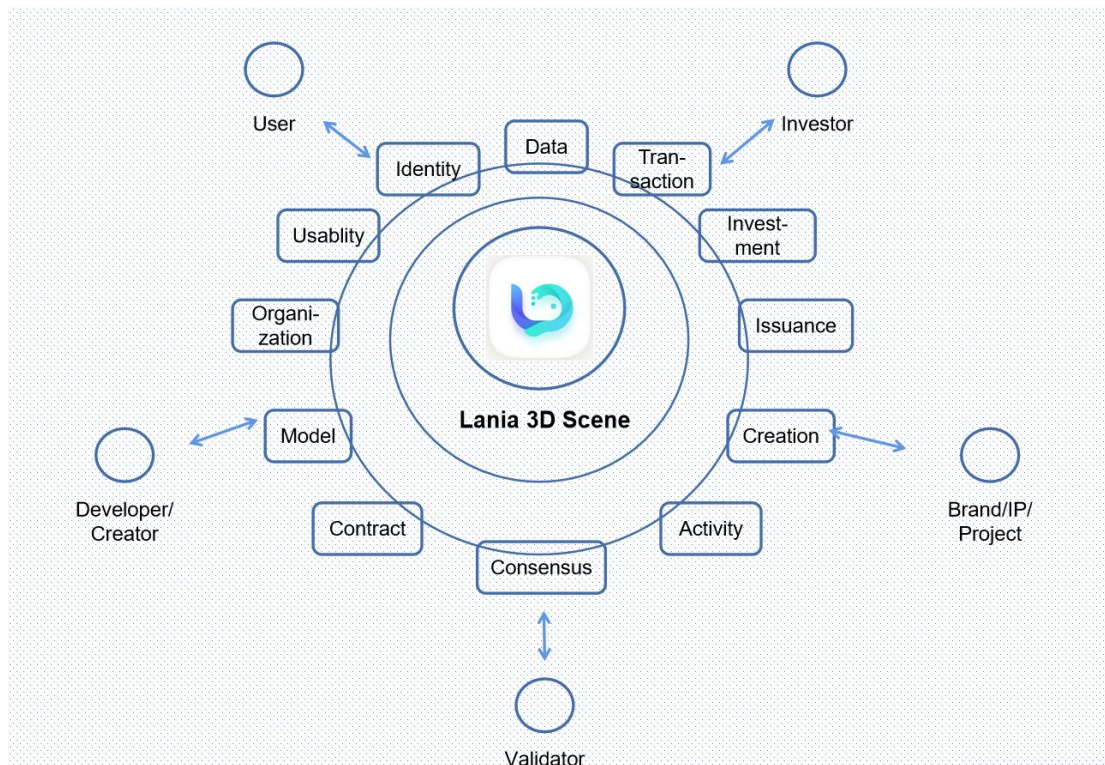 User
Investor
Data
Identity
Tran-
saction
Usablity
Invest-
ment
Organi-
zation
Issuance
Lania 3D Scene
Model
Creation
Developer/
Creator
Brand/IP/
Project
Contract
Activity
Consensus
Validator